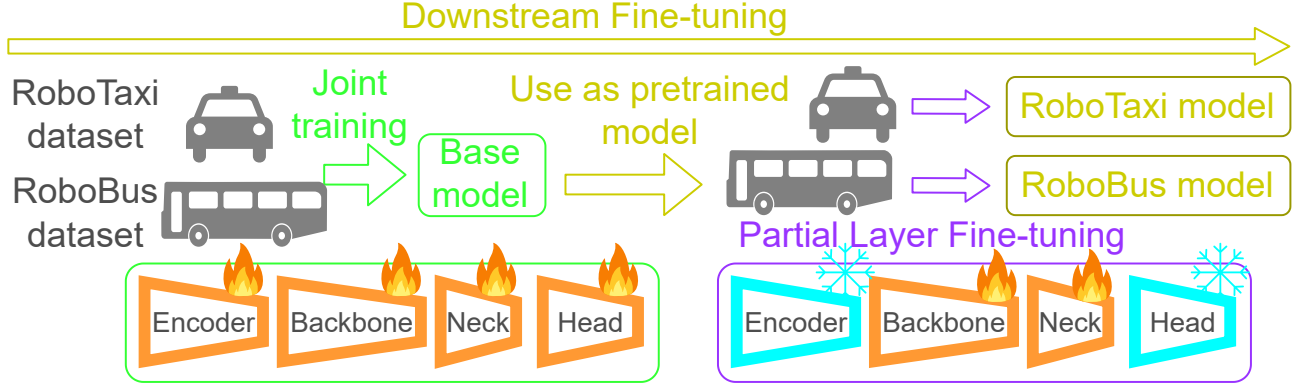 Downstream Fine-tuning
RoboTaxi
dataset
Joint
training
Use as pretrained
model
RoboTaxi model
Base
model
RoboBus
dataset
RoboBus model
Partial Layer Fine-tuning
Encoder
Backbone
Neck
Head
Encoder
Backbone
Neck
Head